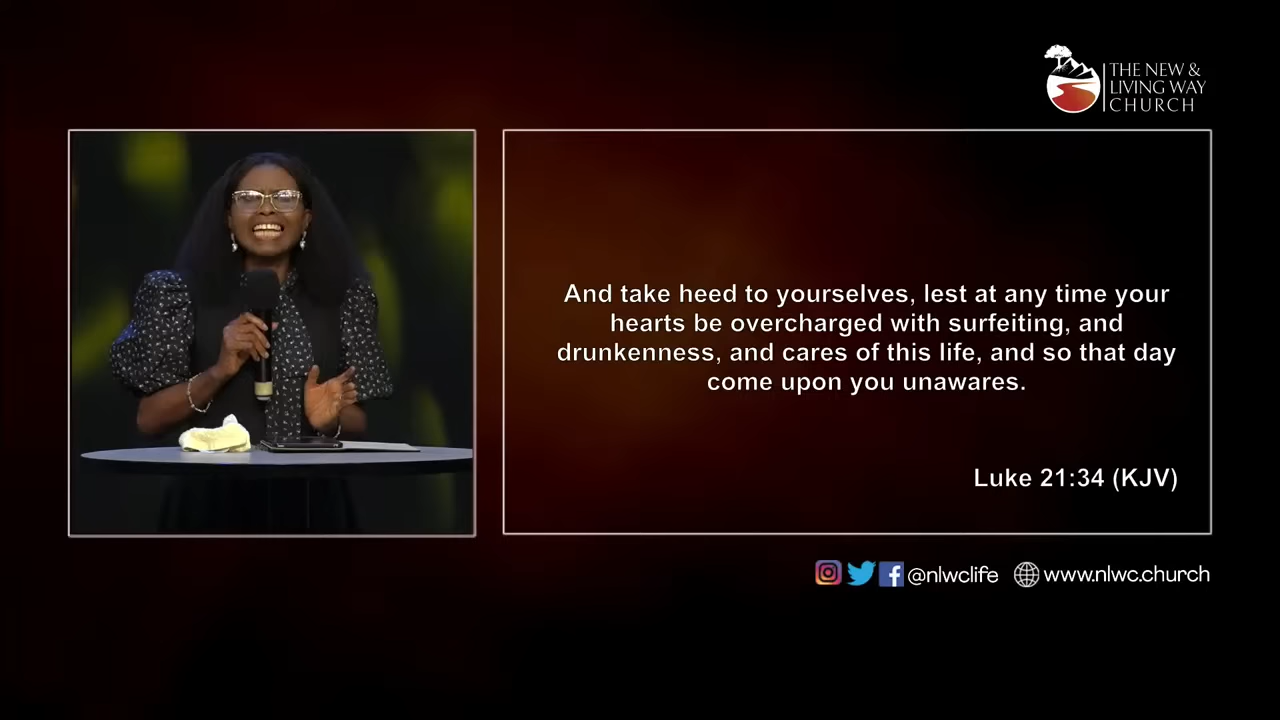 THE NEW &
LIVING WAY
CHURCH
And take heed to yourselves, lest at any time your
hearts be overcharged with surfeiting, and
drunkenness, and cares of this life, and so that day
come upon you unawares.
Luke 21:34 (KJV)
@nlwclife www.nlwc.church